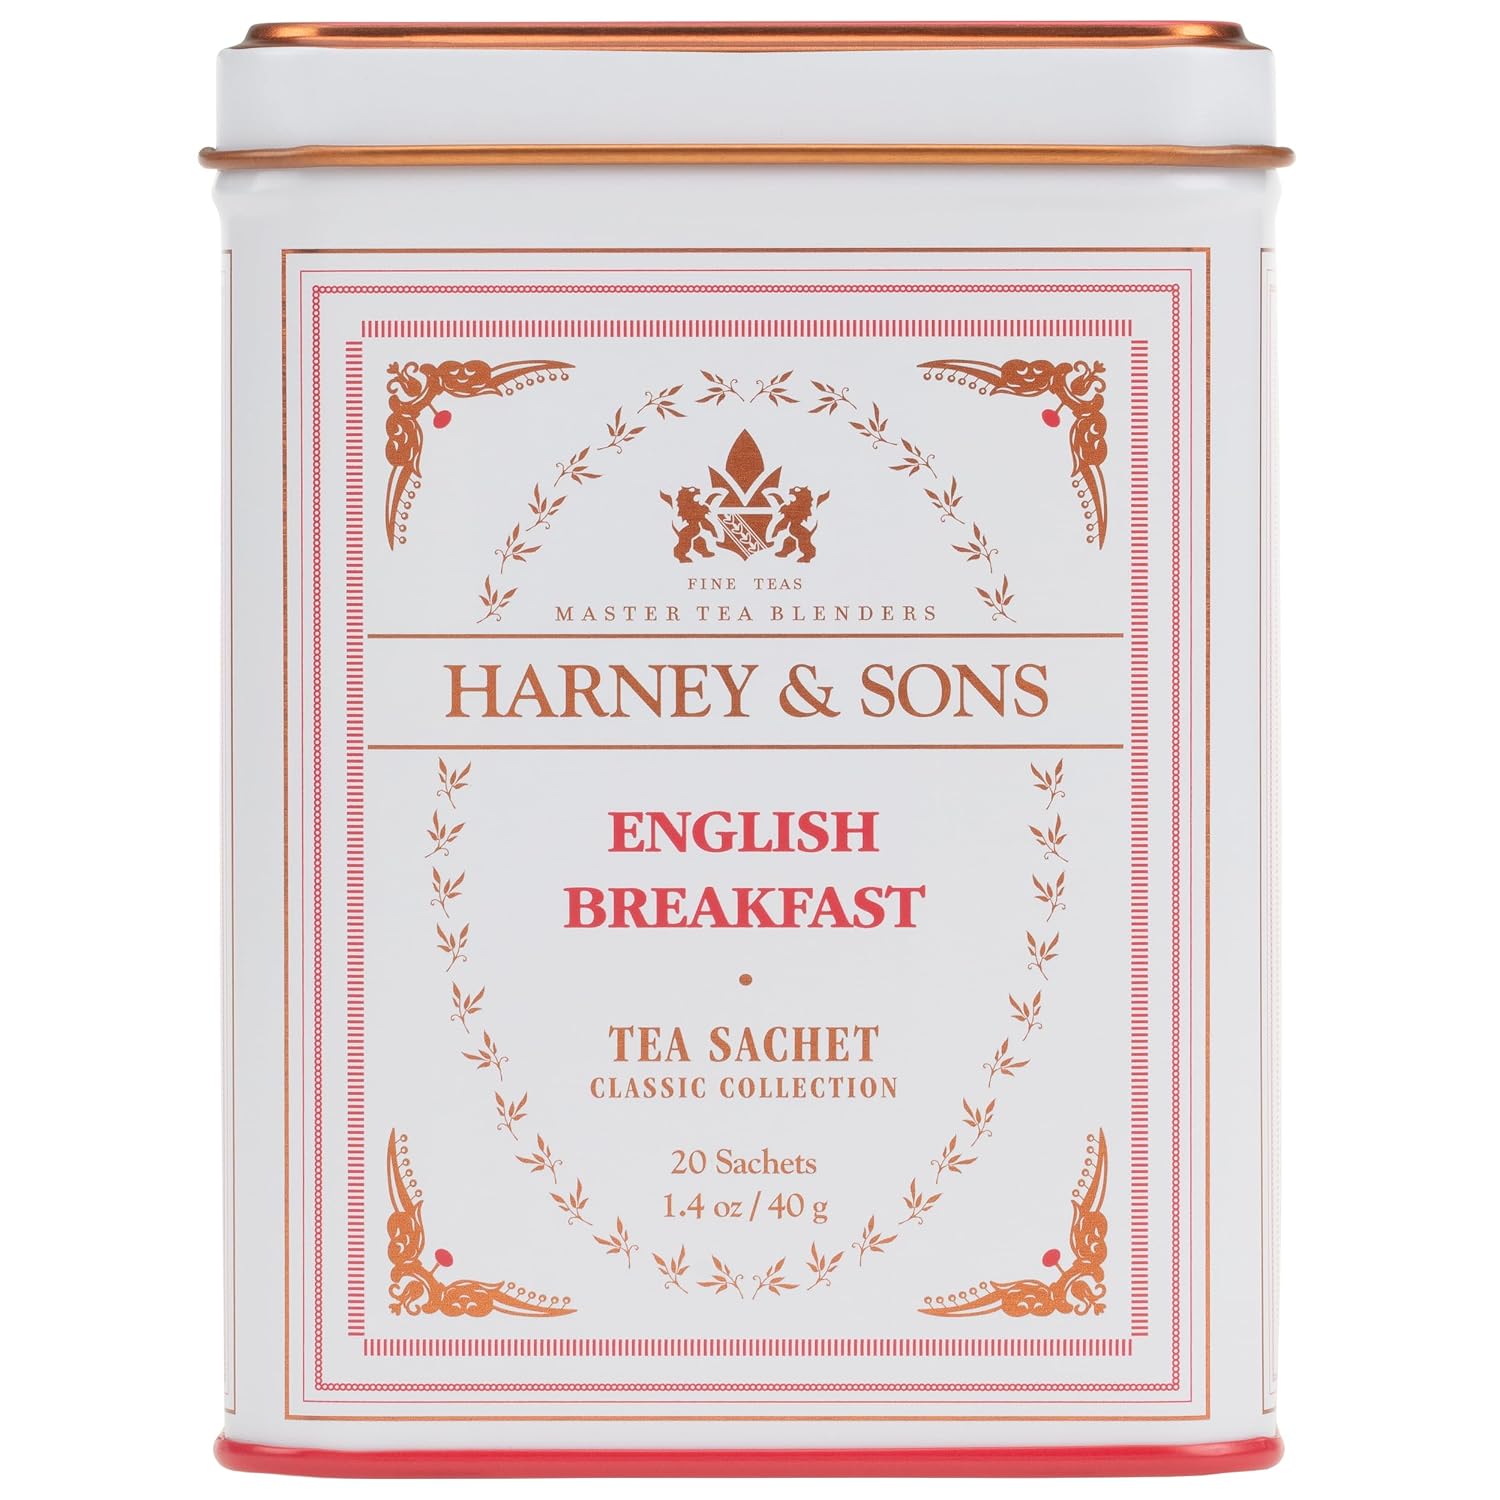 FINE TEAS
MASTER TEA BLENDERS
HARNEY & SONS
ENGLISH
BREAKFAST
•
TEA SACHET
CLASSIC COLLECTION
20 Sachets
1.4 oz / 40 g